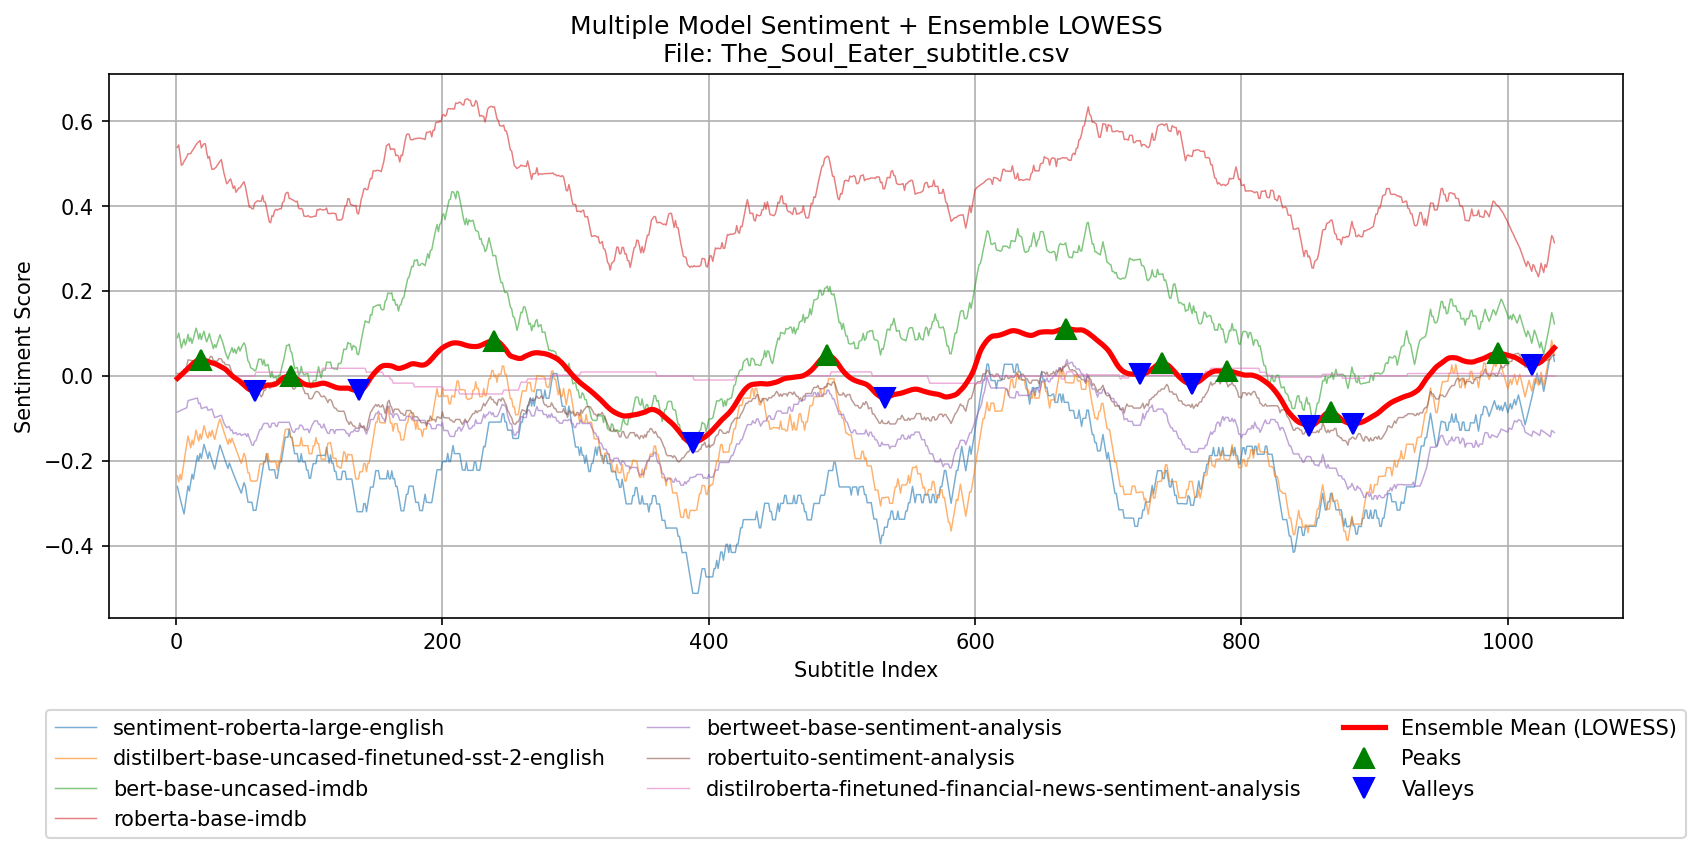 Multiple Model Sentiment + Ensemble LOWESS
File: The_Soul_Eater_subtitle.csv
Sentiment Score
0.6
0.4
0.2
0.0
−0.2
−0.4
0
200
400
600
800
1000
Subtitle Index
sentiment-roberta-large-english
distilbert-base-uncased-finetuned-sst-2-english
bert-base-uncased-imdb
roberta-base-imdb
bertweet-base-sentiment-analysis
robertuito-sentiment-analysis
distilroberta-finetuned-financial-news-sentiment-analysis
Ensemble Mean (LOWESS)
Peaks
Valleys